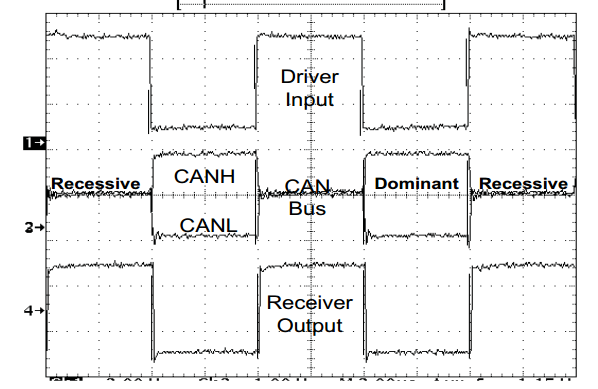 Driver
Input
1→
Recessive
CANH
CAN
Bus
Dominant
Recessive
2→
CANL
4→
Receiver
Output